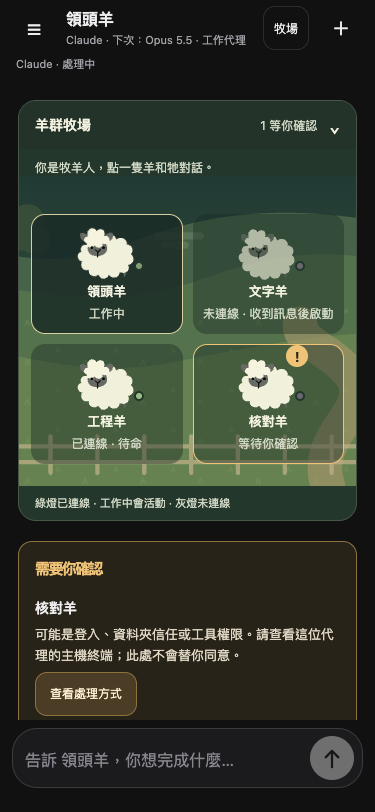 領頭羊
Claude · 下次：Opus 5.5 · 工作代理
牧場
Claude · 處理中
羊群牧場
1 等你確認
你是牧羊人，點一隻羊和牠對話。
領頭羊
工作中
文字羊
未連線 · 收到訊息後啟動
工程羊
已連線 · 待命
!
核對羊
等待你確認
綠燈已連線 · 工作中會活動 · 灰燈未連線
需要你確認
核對羊
可能是登入、資料夾信任或工具權限。請查看這位代
理的主機終端；此處不會替你同意。
查看處理方式
告訴 領頭羊，你想完成什麼…